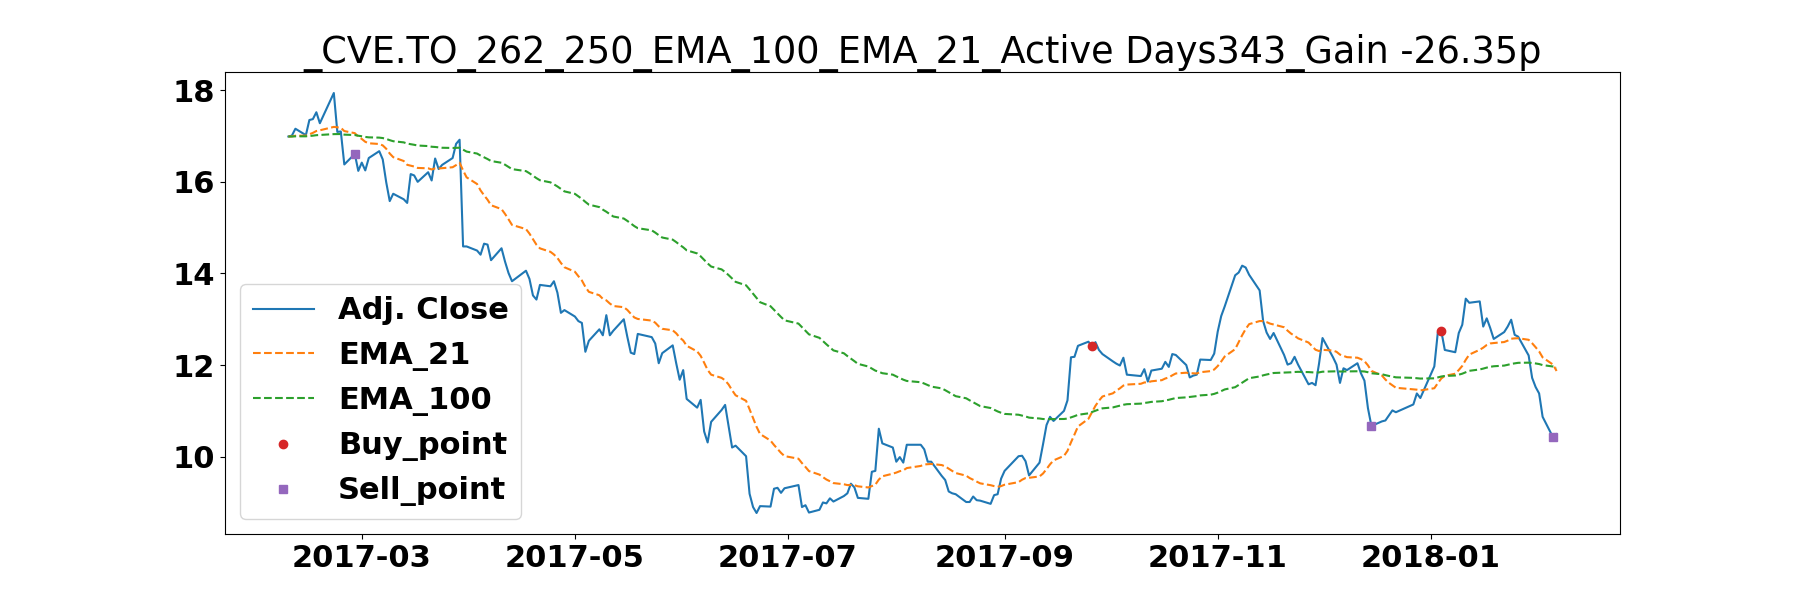 _CVE.TO_262_250_EMA_100_EMA_21_Active Days343_Gain -26.35p
18
16
14
12
10
Adj. Close
EMA_21
EMA_100
Buy_point
Sell_point
2017-03 2017-05 2017-07 2017-09 2017-11 2018-01